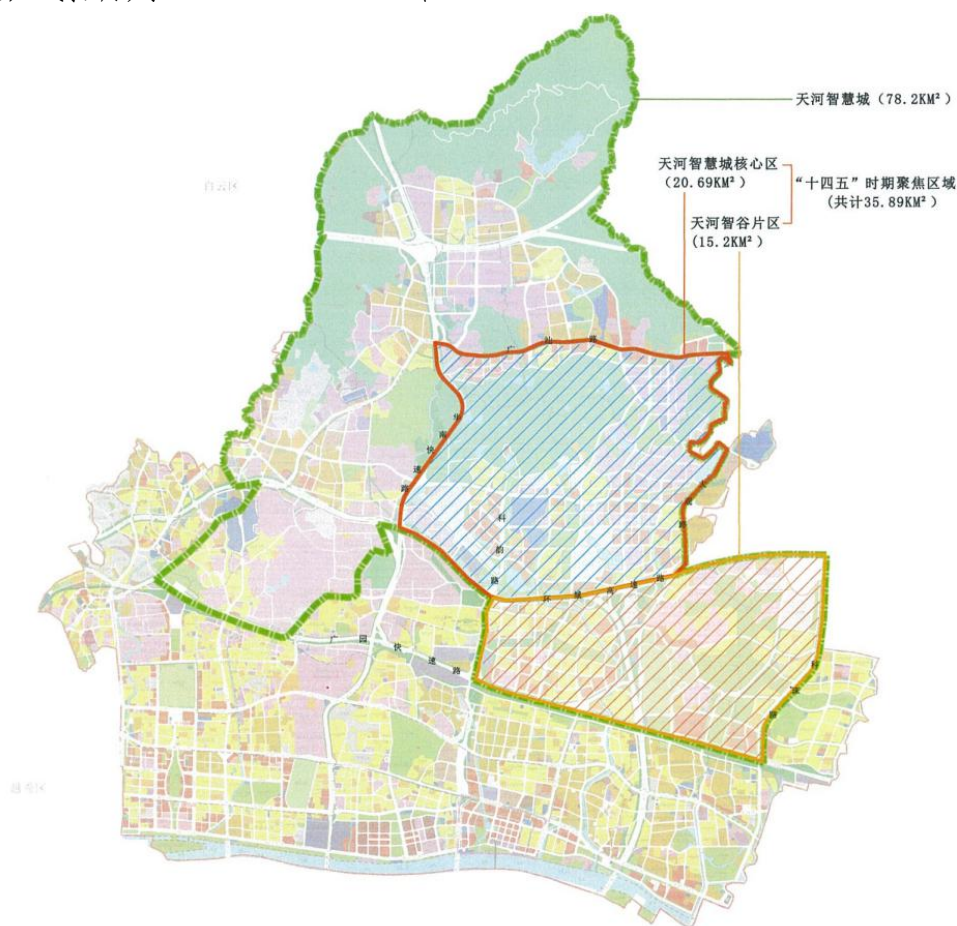 天河智慧城（78.2KM²）
天河智慧城核心区
（20.69KM²）
“十四五”时期聚焦区域
（共计35.89KM²）
天河智谷片区
（15.2KM²）
白云区
广汕路
华南快速路
科韵路
环城高速路
广园快速路